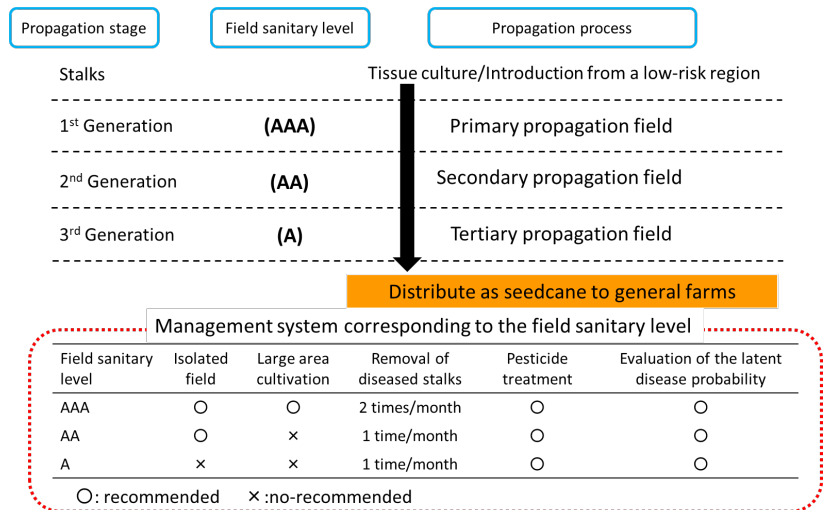 Propagation stage Field sanitary level Propagation process
Stalks Tissue culture/Introduction from a low-risk region
1st Generation (AAA) Primary propagation field
2nd Generation (AA) Secondary propagation field
3rd Generation (A) Tertiary propagation field
Distribute as seedcane to general farms
Management system corresponding to the field sanitary level
Field sanitary Isolated Large area Removal of Pesticide Evaluation of the latent
level field cultivation diseased stalks treatment disease probability
AAA ○ ○ 2 times/month ○ ○
AA ○ × 1 time/month ○ ○
A × × 1 time/month ○ ○
○: recommended × :no-recommended